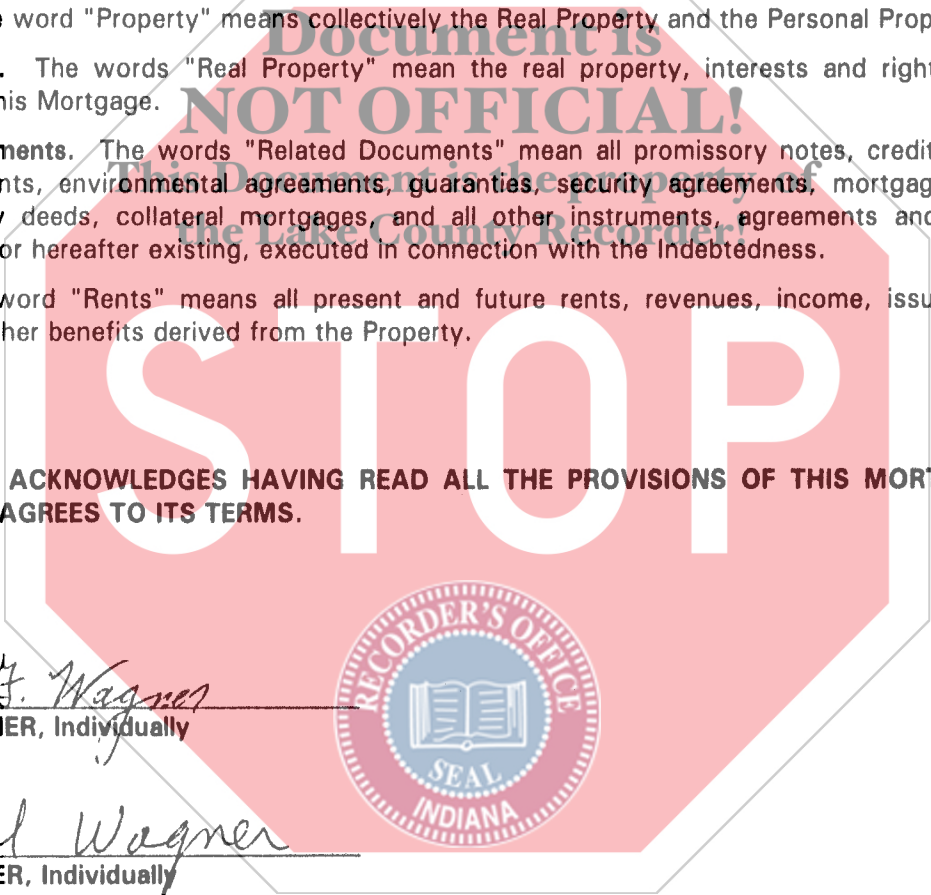 word "Property" means collectively the Real Property and the Personal Prop
Document is
The words "Real Property" mean the real property, interests and right
his Mortgage.
NOT OFFICIAL!
ments. The words "Related Documents" mean all promissory notes, credit
This Document is the property of
nts, environmental agreements, guaranties, security agreements, mortgag
deeds, collateral mortgages, and all other instruments, agreements and
the Lake County Recorder!
or hereafter existing, executed in connection with the Indebtedness.
word "Rents" means all present and future rents, revenues, income, issu
her benefits derived from the Property.
STOP
ACKNOWLEDGES HAVING READ ALL THE PROVISIONS OF THIS MORT
AGREES TO ITS TERMS.
RECORDER'S OFFICE
SEAL
INDIANA
F. Wagner
ER, Individually
Wagner
ER, Individually